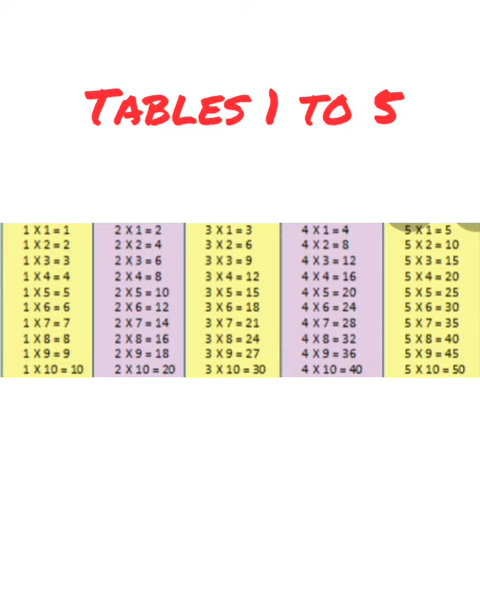 TABLES 1 TO 5
1 X 1 = 1 2 X 1 = 2 3 X 1 = 3 4 X 1 = 4 5 X 1 = 5
1 X 2 = 2 2 X 2 = 4 3 X 2 = 6 4 X 2 = 8 5 X 2 = 10
1 X 3 = 3 2 X 3 = 6 3 X 3 = 9 4 X 3 = 12 5 X 3 = 15
1 X 4 = 4 2 X 4 = 8 3 X 4 = 12 4 X 4 = 16 5 X 4 = 20
1 X 5 = 5 2 X 5 = 10 3 X 5 = 15 4 X 5 = 20 5 X 5 = 25
1 X 6 = 6 2 X 6 = 12 3 X 6 = 18 4 X 6 = 24 5 X 6 = 30
1 X 7 = 7 2 X 7 = 14 3 X 7 = 21 4 X 7 = 28 5 X 7 = 35
1 X 8 = 8 2 X 8 = 16 3 X 8 = 24 4 X 8 = 32 5 X 8 = 40
1 X 9 = 9 2 X 9 = 18 3 X 9 = 27 4 X 9 = 36 5 X 9 = 45
1 X 10 = 10 2 X 10 = 20 3 X 10 = 30 4 X 10 = 40 5 X 10 = 50